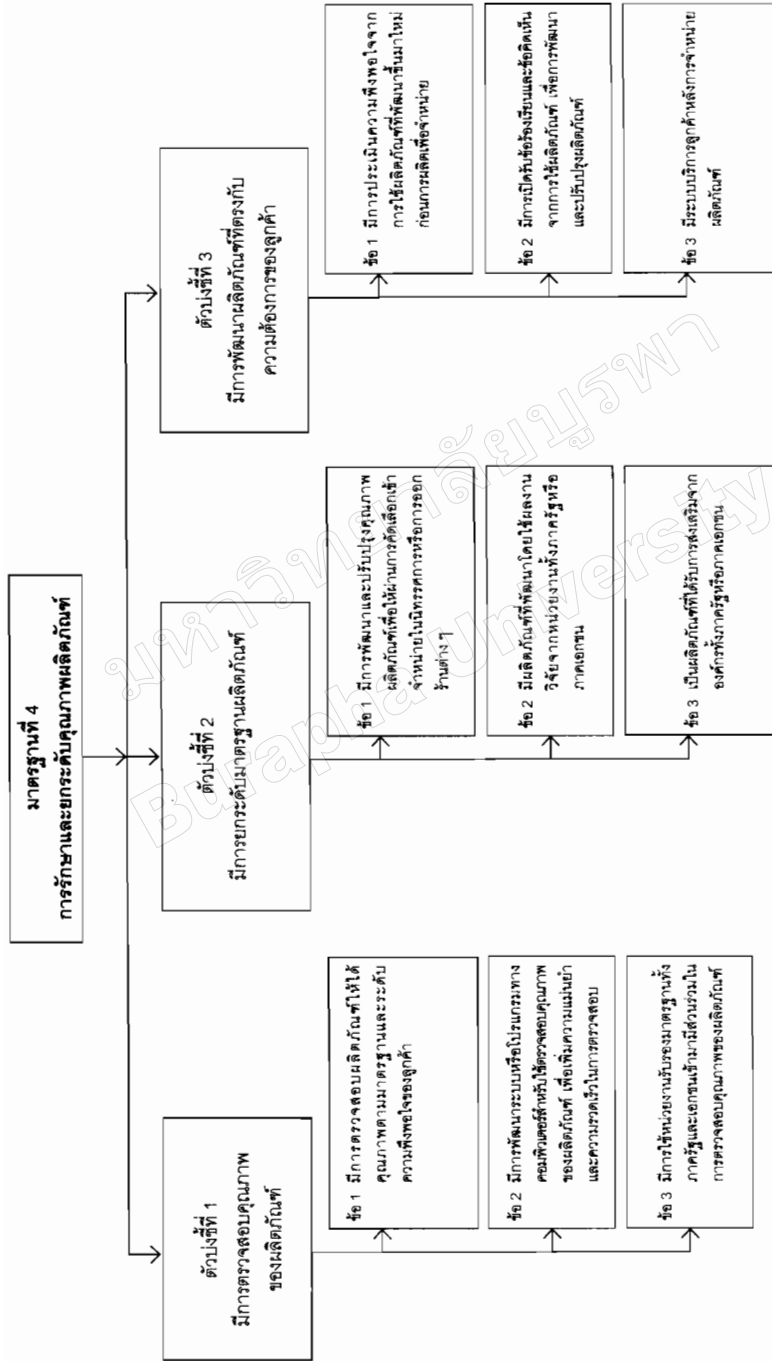 มาตรฐานที่ 4
การรักษาและยกระดับคุณภาพผลิตภัณฑ์
ตัวบ่งชี้ที่ 1
มีการตรวจสอบคุณภาพ
ของผลิตภัณฑ์
ข้อ 1 มีการตรวจสอบผลิตภัณฑ์ให้ได้
คุณภาพตามมาตรฐานและระดับ
ความพึงพอใจของลูกค้า
ข้อ 2 มีการพัฒนาระบบหรือโปรแกรมทาง
คอมพิวเตอร์สำหรับใช้ตรวจสอบคุณภาพ
ของผลิตภัณฑ์ เพื่อเพิ่มความแม่นยำ
และความรวดเร็วในการตรวจสอบ
ข้อ 3 มีการใช้หน่วยงานรับรองมาตรฐานทั้ง
ภาครัฐและเอกชนเข้ามามีส่วนร่วมใน
การตรวจสอบคุณภาพของผลิตภัณฑ์
ตัวบ่งชี้ที่ 2
มีการยกระดับมาตรฐานผลิตภัณฑ์
ข้อ 1 มีการพัฒนาและปรับปรุงคุณภาพ
ผลิตภัณฑ์เพื่อให้ผ่านการคัดเลือกเข้า
จำหน่ายในนิทรรศการหรือการออก
ร้านต่าง ๆ
ข้อ 2 มีผลิตภัณฑ์ที่พัฒนาโดยใช้ผลงาน
วิจัยจากหน่วยงานทั้งภาครัฐหรือ
ภาคเอกชน
ข้อ 3 เป็นผลิตภัณฑ์ที่ได้รับการส่งเสริมจาก
องค์กรทั้งภาครัฐหรือภาคเอกชน
ตัวบ่งชี้ที่ 3
มีการพัฒนาผลิตภัณฑ์ที่ตรงกับ
ความต้องการของลูกค้า
ข้อ 1 มีการประเมินความพึงพอใจจาก
การใช้ผลิตภัณฑ์ที่พัฒนาขึ้นมาใหม่
ก่อนการผลิตเพื่อจำหน่าย
ข้อ 2 มีการเปิดรับข้อร้องเรียนและข้อคิดเห็น
จากการใช้ผลิตภัณฑ์ เพื่อการพัฒนา
และปรับปรุงผลิตภัณฑ์
ข้อ 3 มีระบบบริการลูกค้าหลังการจำหน่าย
ผลิตภัณฑ์
มหาวิทยาลัยบูรพา
Burapha University